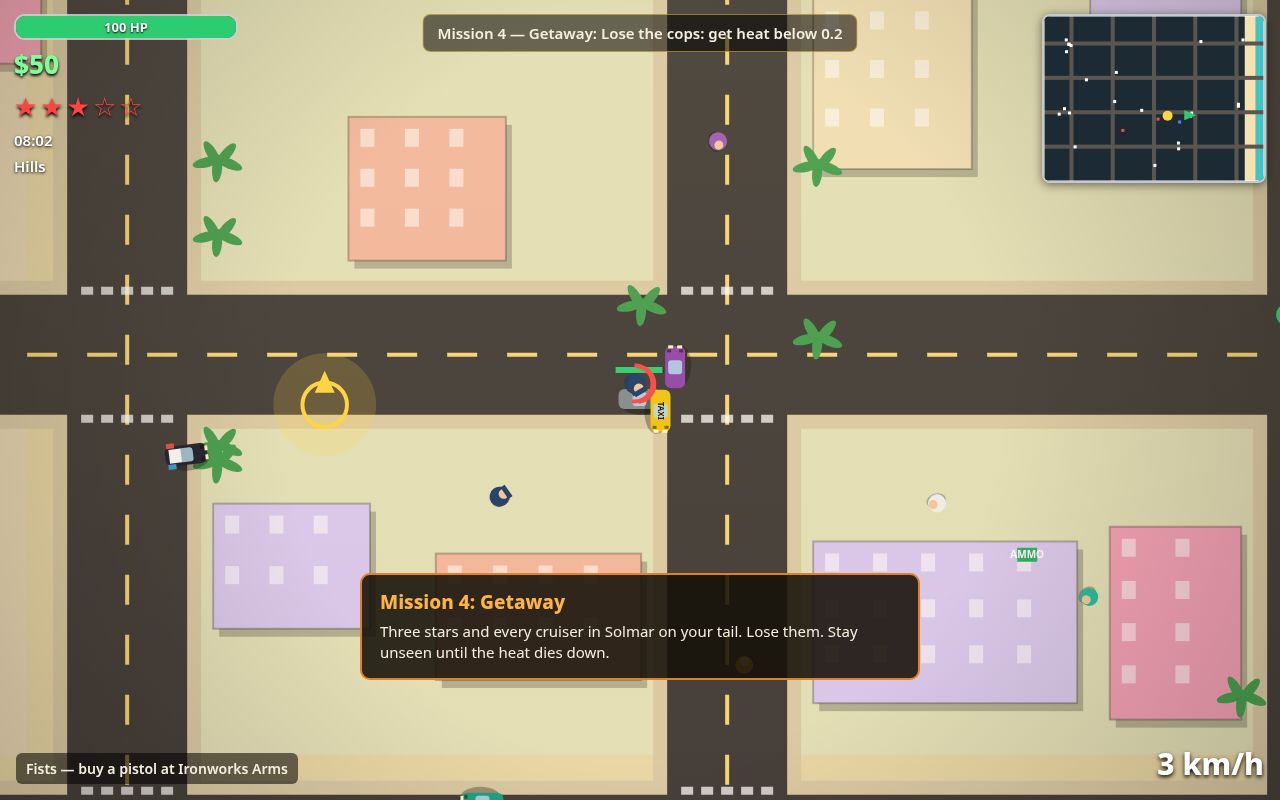 100 HP
Mission 4 — Getaway: Lose the cops: get heat below 0.2
$50
08:02
Hills
TAXI
AMMO
Mission 4: Getaway
Three stars and every cruiser in Solmar on your tail. Lose them. Stay
unseen until the heat dies down.
Fists — buy a pistol at Ironworks Arms
3 km/h